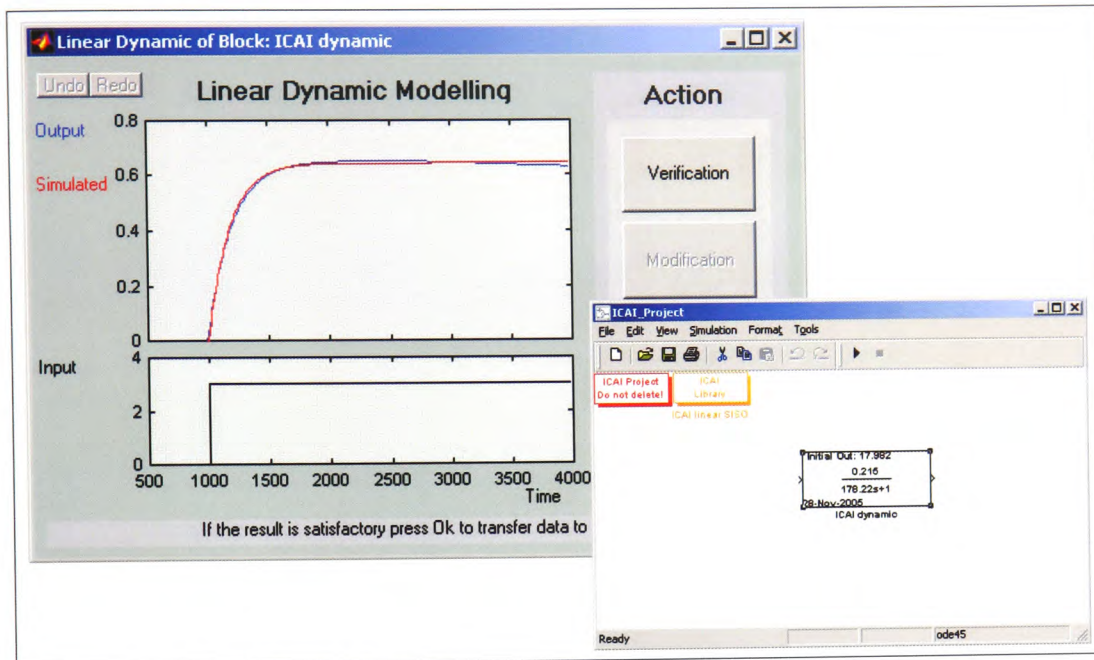 Linear Dynamic of Block: ICAI dynamic
Undo Redo
Linear Dynamic Modelling
Action
Output
Simulated
0.8
0.6
0.4
0.2
0
Verification
Modification
Input
4
2
0
500 1000 1500 2000 2500 3000 3500 4000
Time
If the result is satisfactory press Ok to transfer data to
ICAI_Project
File Edit View Simulation Format Tools
ICAI Project
Do not delete!
ICAI
Library
ICAI linear SISO
Initial Out: 17.982
0.216
178.22s+1
28-Nov-2005
ICAI dynamic
Ready
ode45